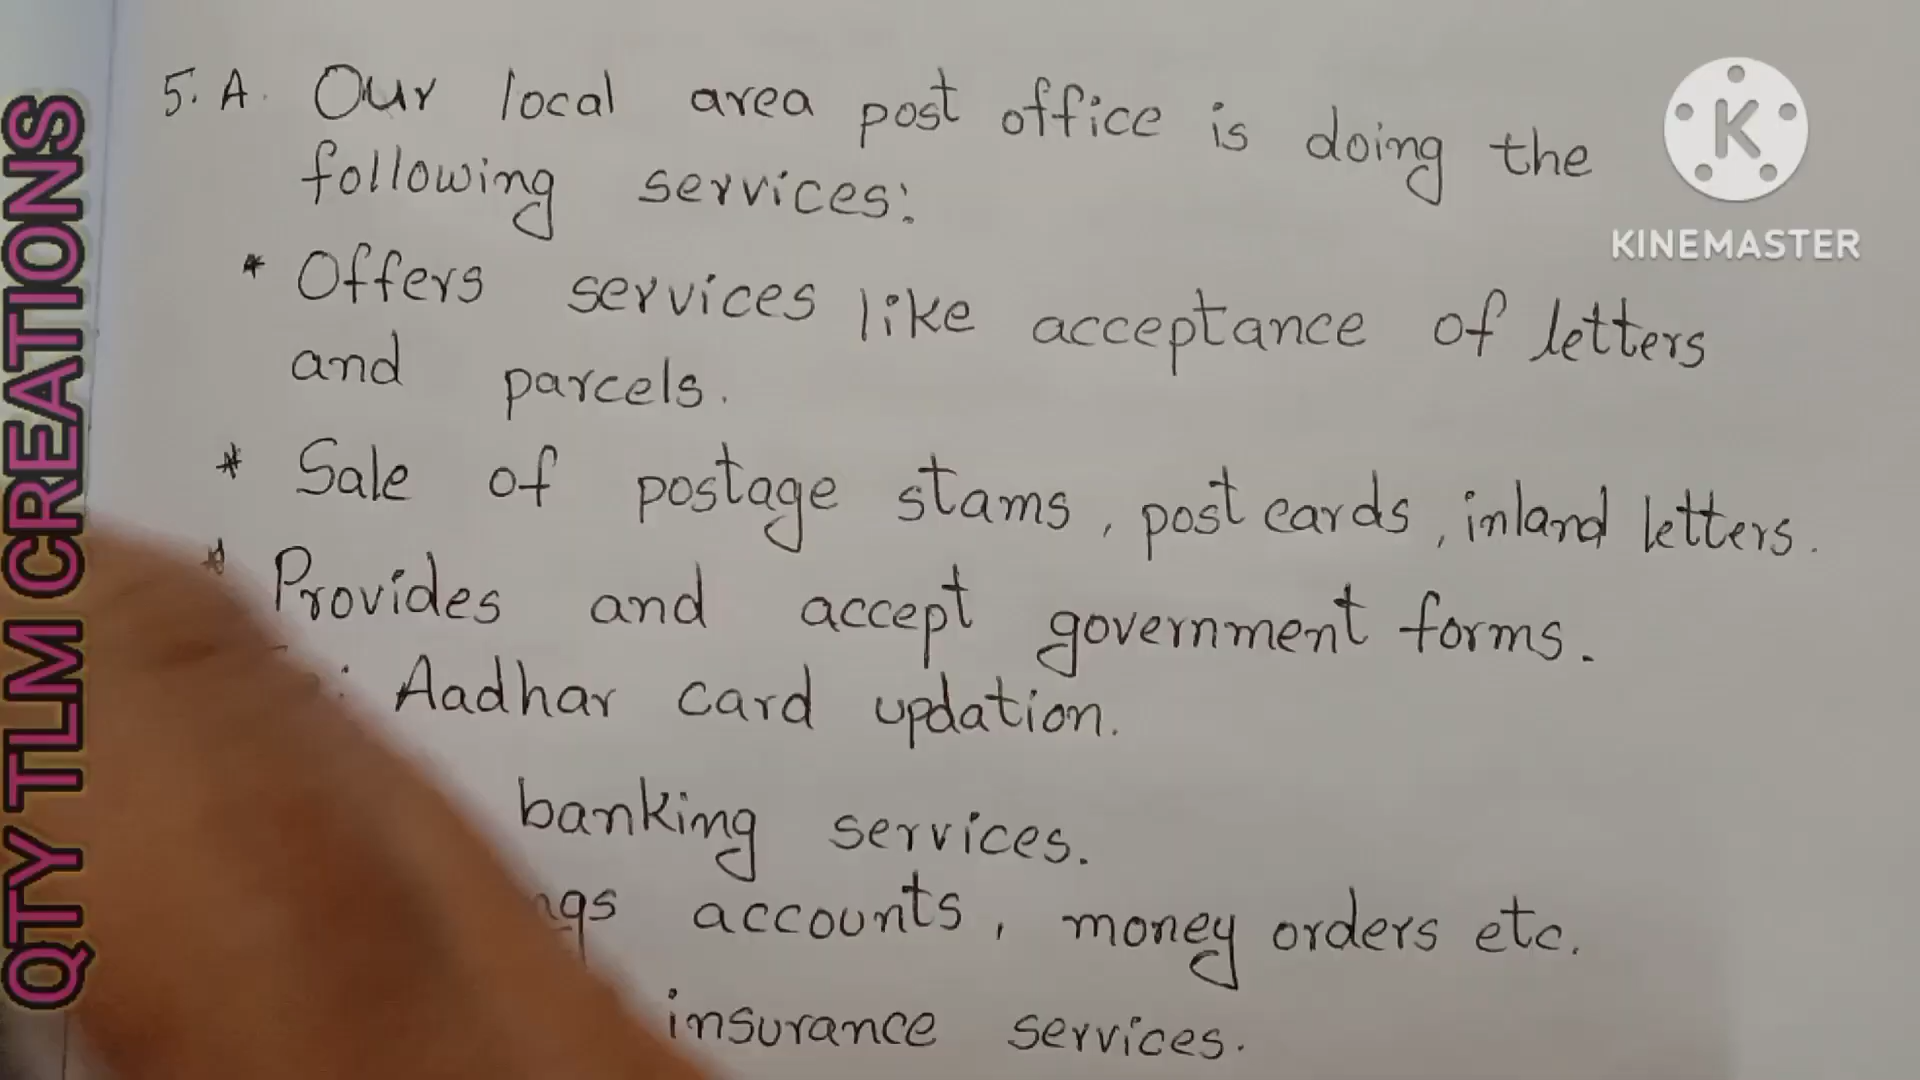 5. A. Our local area post office is doing the
following services:
* Offers services like acceptance of letters
and parcels.
* Sale of postage stams, post cards, inland letters.
* Provides and accept government forms.
: Aadhar card updation.
banking services.
accounts, money orders etc.
insurance services.
KINEMASTER
QTY TLM CREATIONS